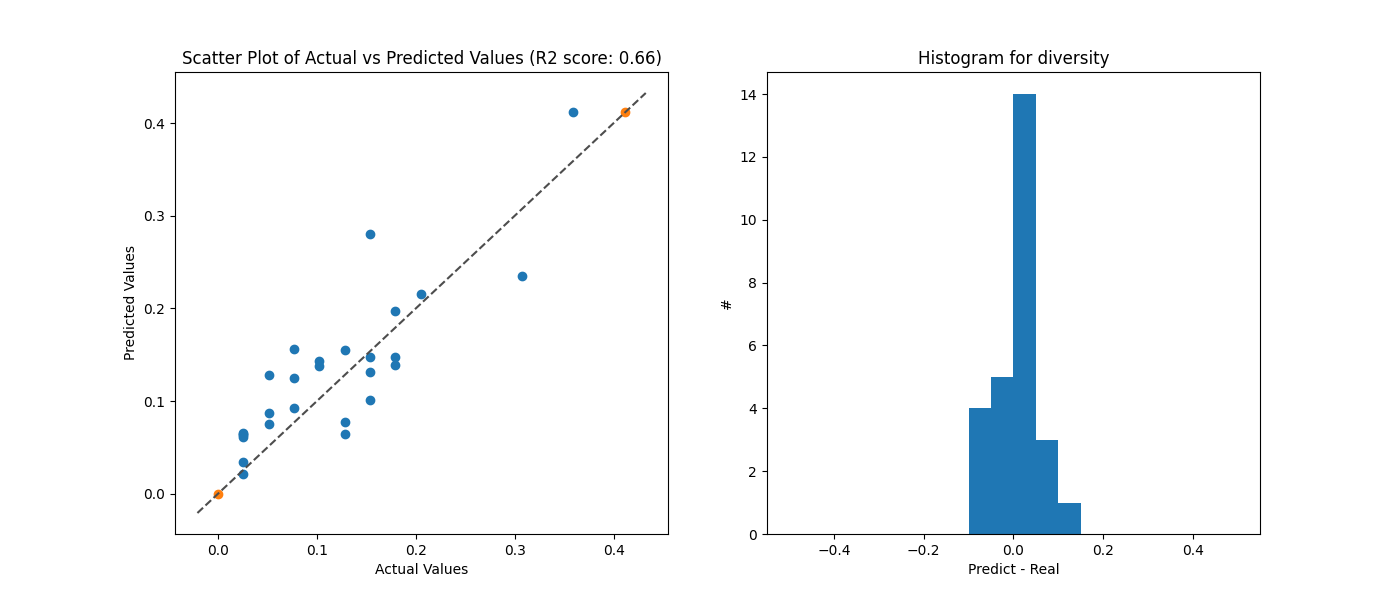 Scatter Plot of Actual vs Predicted Values (R2 score: 0.66)
0.4
0.3
0.2
0.1
0.0
Predicted Values
0.0 0.1 0.2 0.3 0.4
Actual Values
Histogram for diversity
14
12
10
8
6
4
2
0
#
−0.4 −0.2 0.0 0.2 0.4
Predict - Real